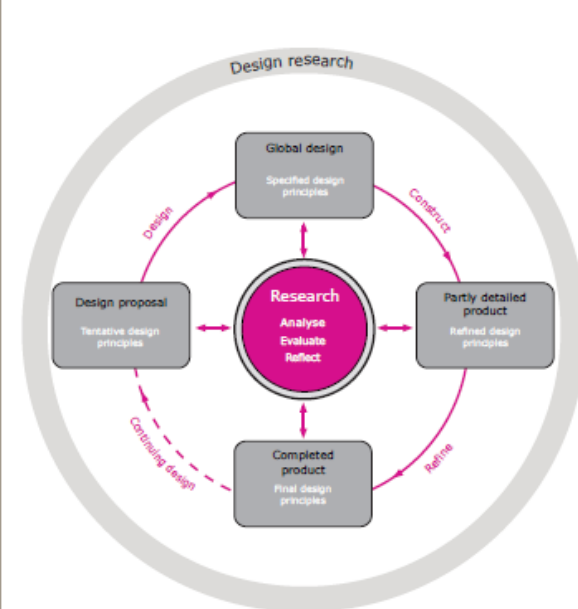 Design research
Global design
Specified design
principles
Design
Construct
Research
Analyse
Evaluate
Reflect
Design proposal
Tentative design
principles
Partly detailed
product
Refined design
principles
Continuing design
Refine
Completed
product
Final design
principles